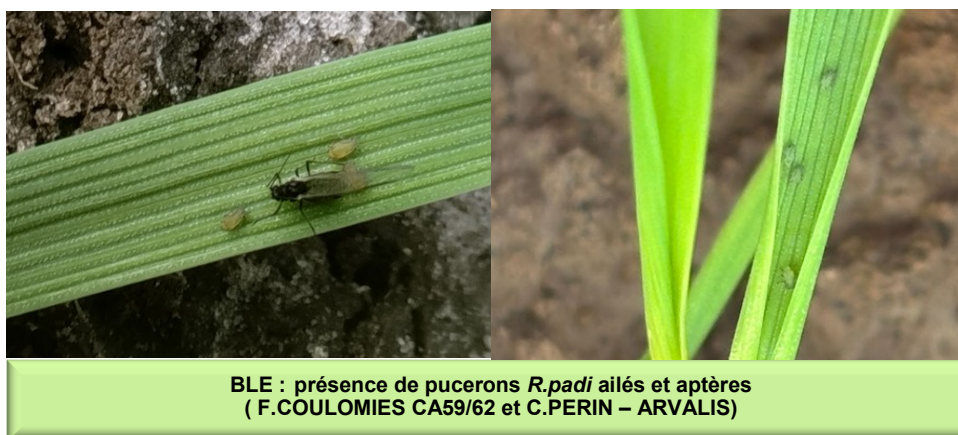 BLE : présence de pucerons R.padi ailés et aptères
( F.COULOMIES CA59/62 et C.PERIN – ARVALIS)